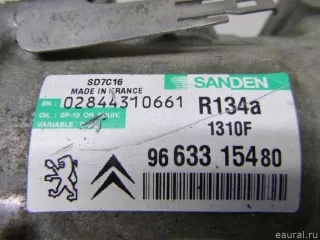 SD7C16
MADE IN FRANCE
SANDEN
SN: 02844310661
R134a
OIL: SP-10 OR EQUIV.
VARIABLE
1310F
96 633 154 80
© eaural.ru